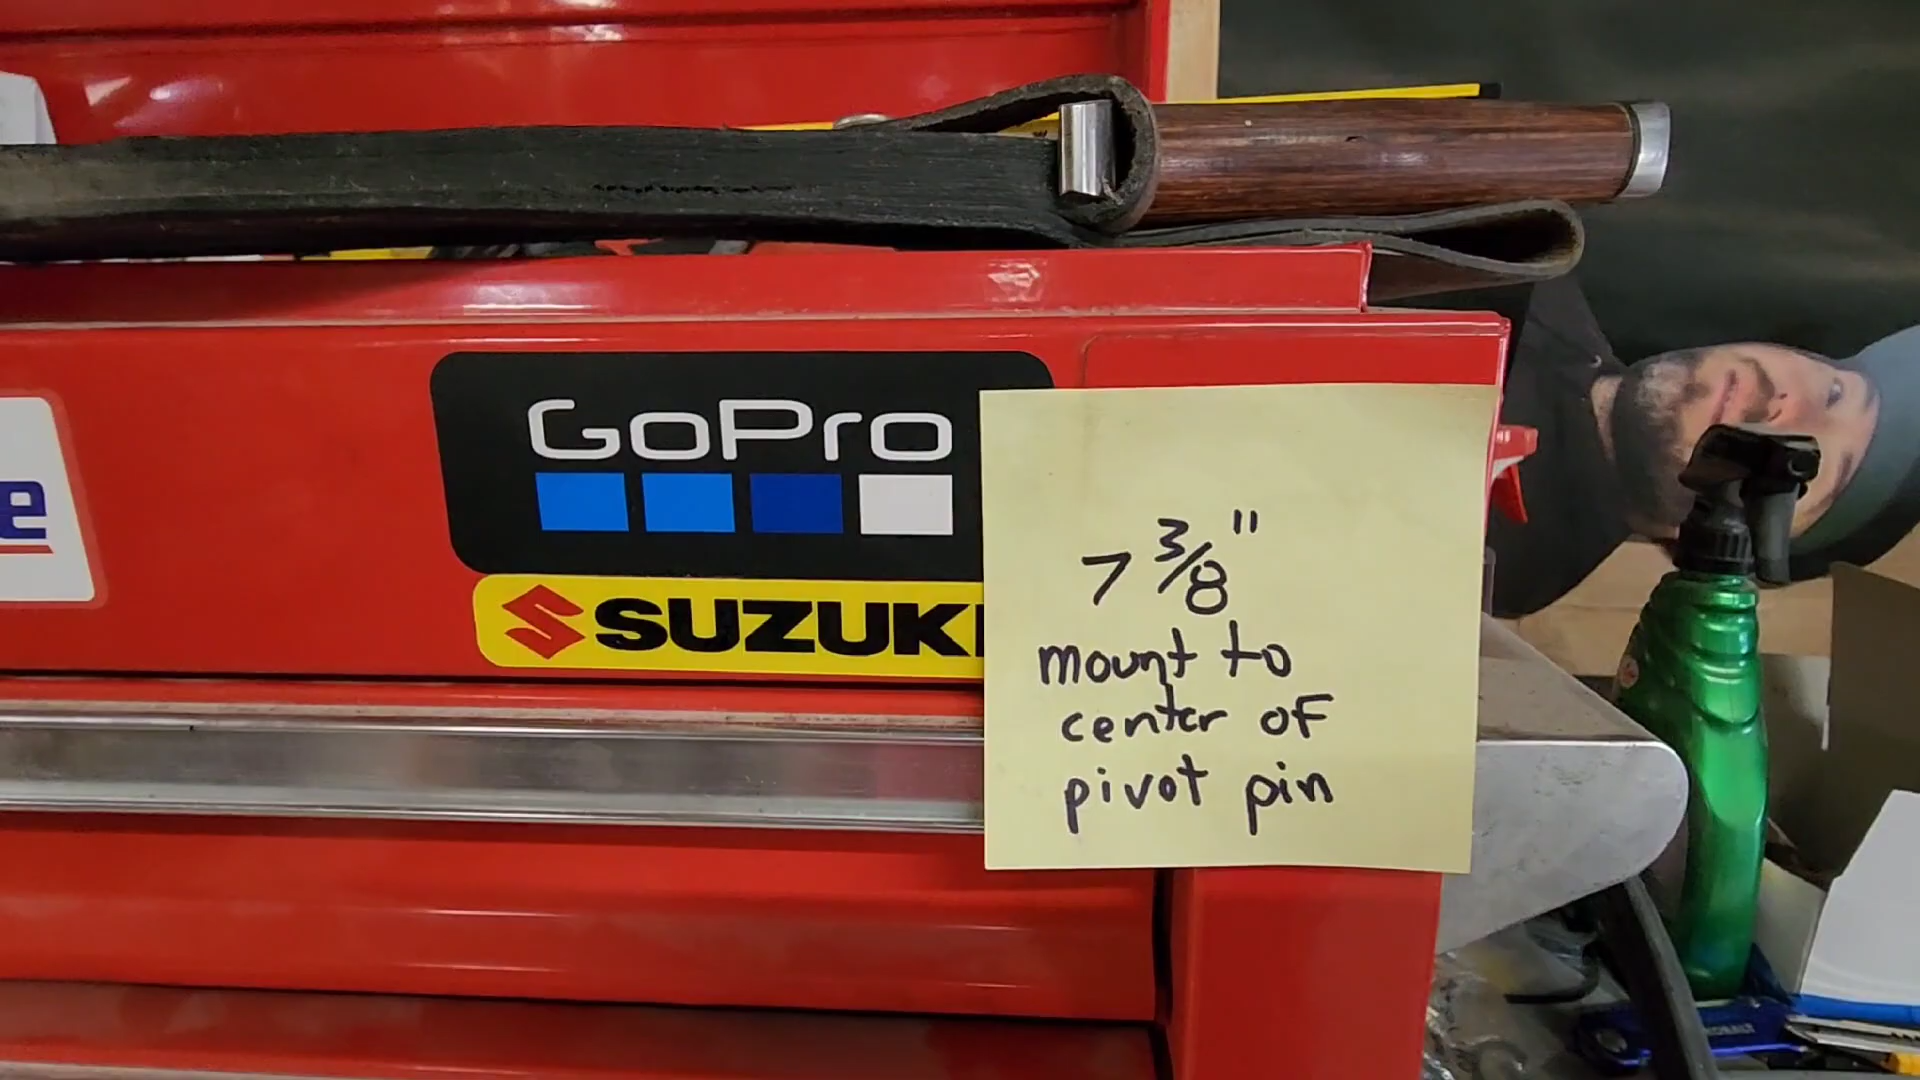 GoPro
e
SUZUKI
7 3/8"
mount to
center of
pivot pin